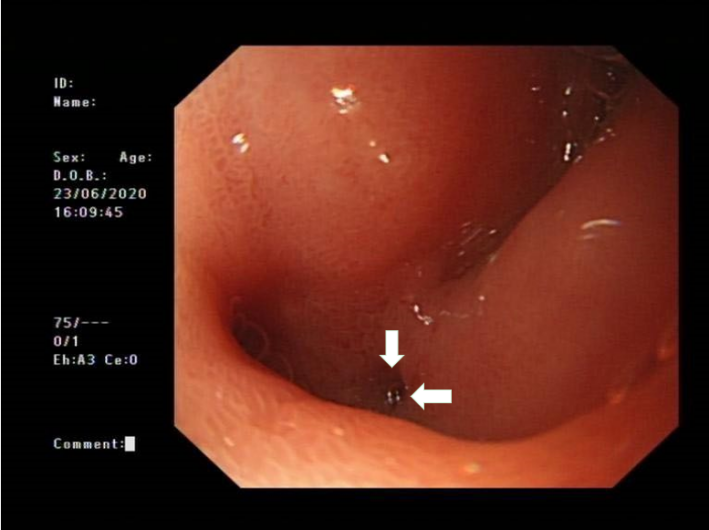 ID:
Name:
Sex: Age:
D.O.B.:
23/06/2020
16:09:45
75/---
0/1
Eh:A3 Ce:0
Comment: